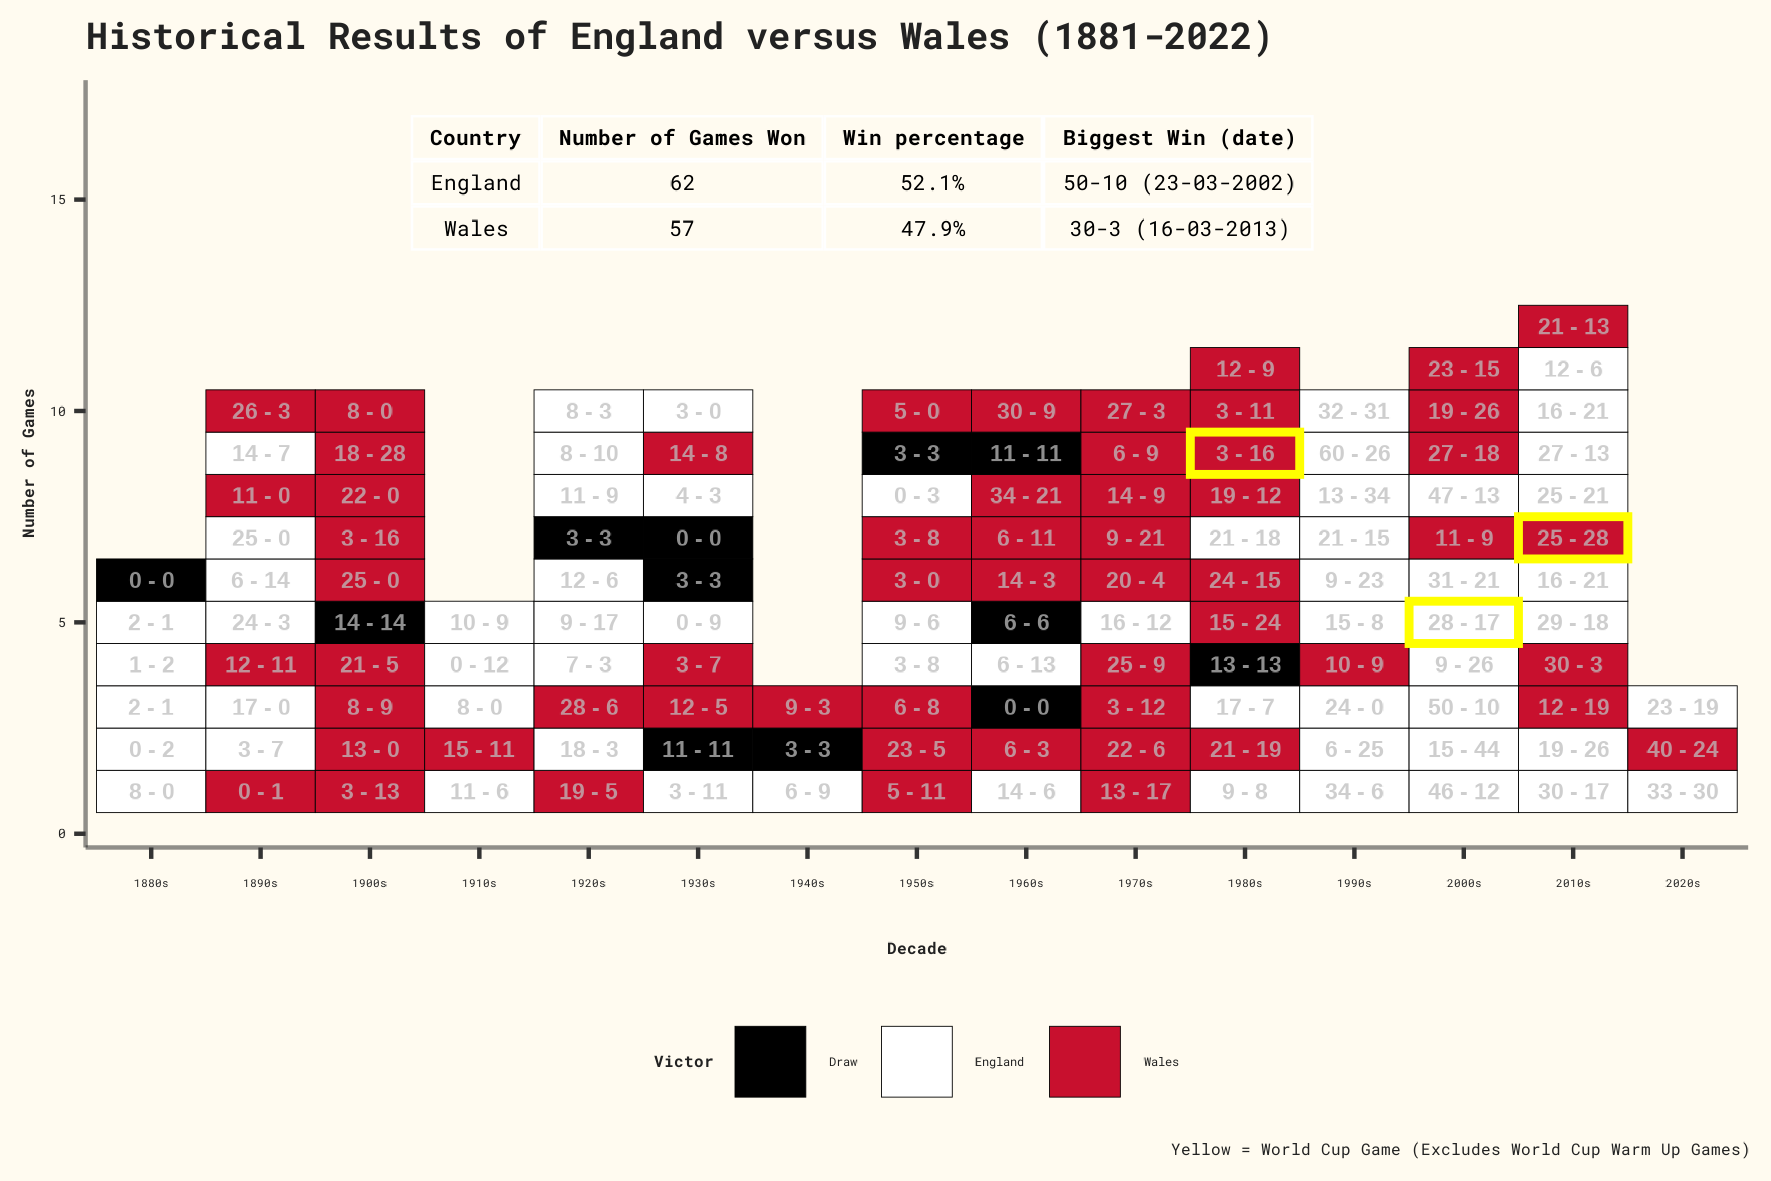 Historical Results of England versus Wales (1881-2022)
Country Number of Games Won Win percentage Biggest Win (date)
England 62 52.1% 50-10 (23-03-2002)
Wales 57 47.9% 30-3 (16-03-2013)
Number of Games
15
10
5
0
21 - 13
12 - 9 23 - 15 12 - 6
26 - 3 8 - 0 8 - 3 3 - 0 5 - 0 30 - 9 27 - 3 3 - 11 32 - 31 19 - 26 16 - 21
14 - 7 18 - 28 8 - 10 14 - 8 3 - 3 11 - 11 6 - 9 3 - 16 60 - 26 27 - 18 27 - 13
11 - 0 22 - 0 11 - 9 4 - 3 0 - 3 34 - 21 14 - 9 19 - 12 13 - 34 47 - 13 25 - 21
25 - 0 3 - 16 3 - 3 0 - 0 3 - 8 6 - 11 9 - 21 21 - 18 21 - 15 11 - 9 25 - 28
0 - 0 6 - 14 25 - 0 12 - 6 3 - 3 3 - 0 14 - 3 20 - 4 24 - 15 9 - 23 31 - 21 16 - 21
2 - 1 24 - 3 14 - 14 10 - 9 9 - 17 0 - 9 9 - 6 6 - 6 16 - 12 15 - 24 15 - 8 28 - 17 29 - 18
1 - 2 12 - 11 21 - 5 0 - 12 7 - 3 3 - 7 3 - 8 6 - 13 25 - 9 13 - 13 10 - 9 9 - 26 30 - 3
2 - 1 17 - 0 8 - 9 8 - 0 28 - 6 12 - 5 9 - 3 6 - 8 0 - 0 3 - 12 17 - 7 24 - 0 50 - 10 12 - 19 23 - 19
0 - 2 3 - 7 13 - 0 15 - 11 18 - 3 11 - 11 3 - 3 23 - 5 6 - 3 22 - 6 21 - 19 6 - 25 15 - 44 19 - 26 40 - 24
8 - 0 0 - 1 3 - 13 11 - 6 19 - 5 3 - 11 6 - 9 5 - 11 14 - 6 13 - 17 9 - 8 34 - 6 46 - 12 30 - 17 33 - 30
1880s 1890s 1900s 1910s 1920s 1930s 1940s 1950s 1960s 1970s 1980s 1990s 2000s 2010s 2020s
Decade
Victor Draw England Wales
Yellow = World Cup Game (Excludes World Cup Warm Up Games)